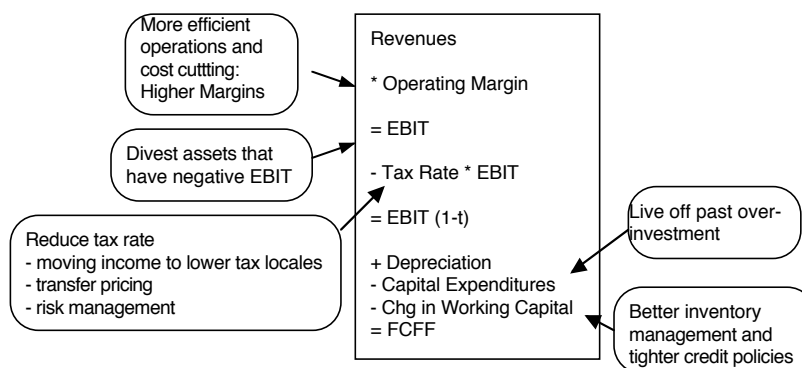 More efficient
operations and
cost cuttting:
Higher Margins
Divest assets that
have negative EBIT
Reduce tax rate
- moving income to lower tax locales
- transfer pricing
- risk management
Revenues
* Operating Margin
= EBIT
- Tax Rate * EBIT
= EBIT (1-t)
+ Depreciation
- Capital Expenditures
- Chg in Working Capital
= FCFF
Live off past over-
investment
Better inventory
management and
tighter credit policies